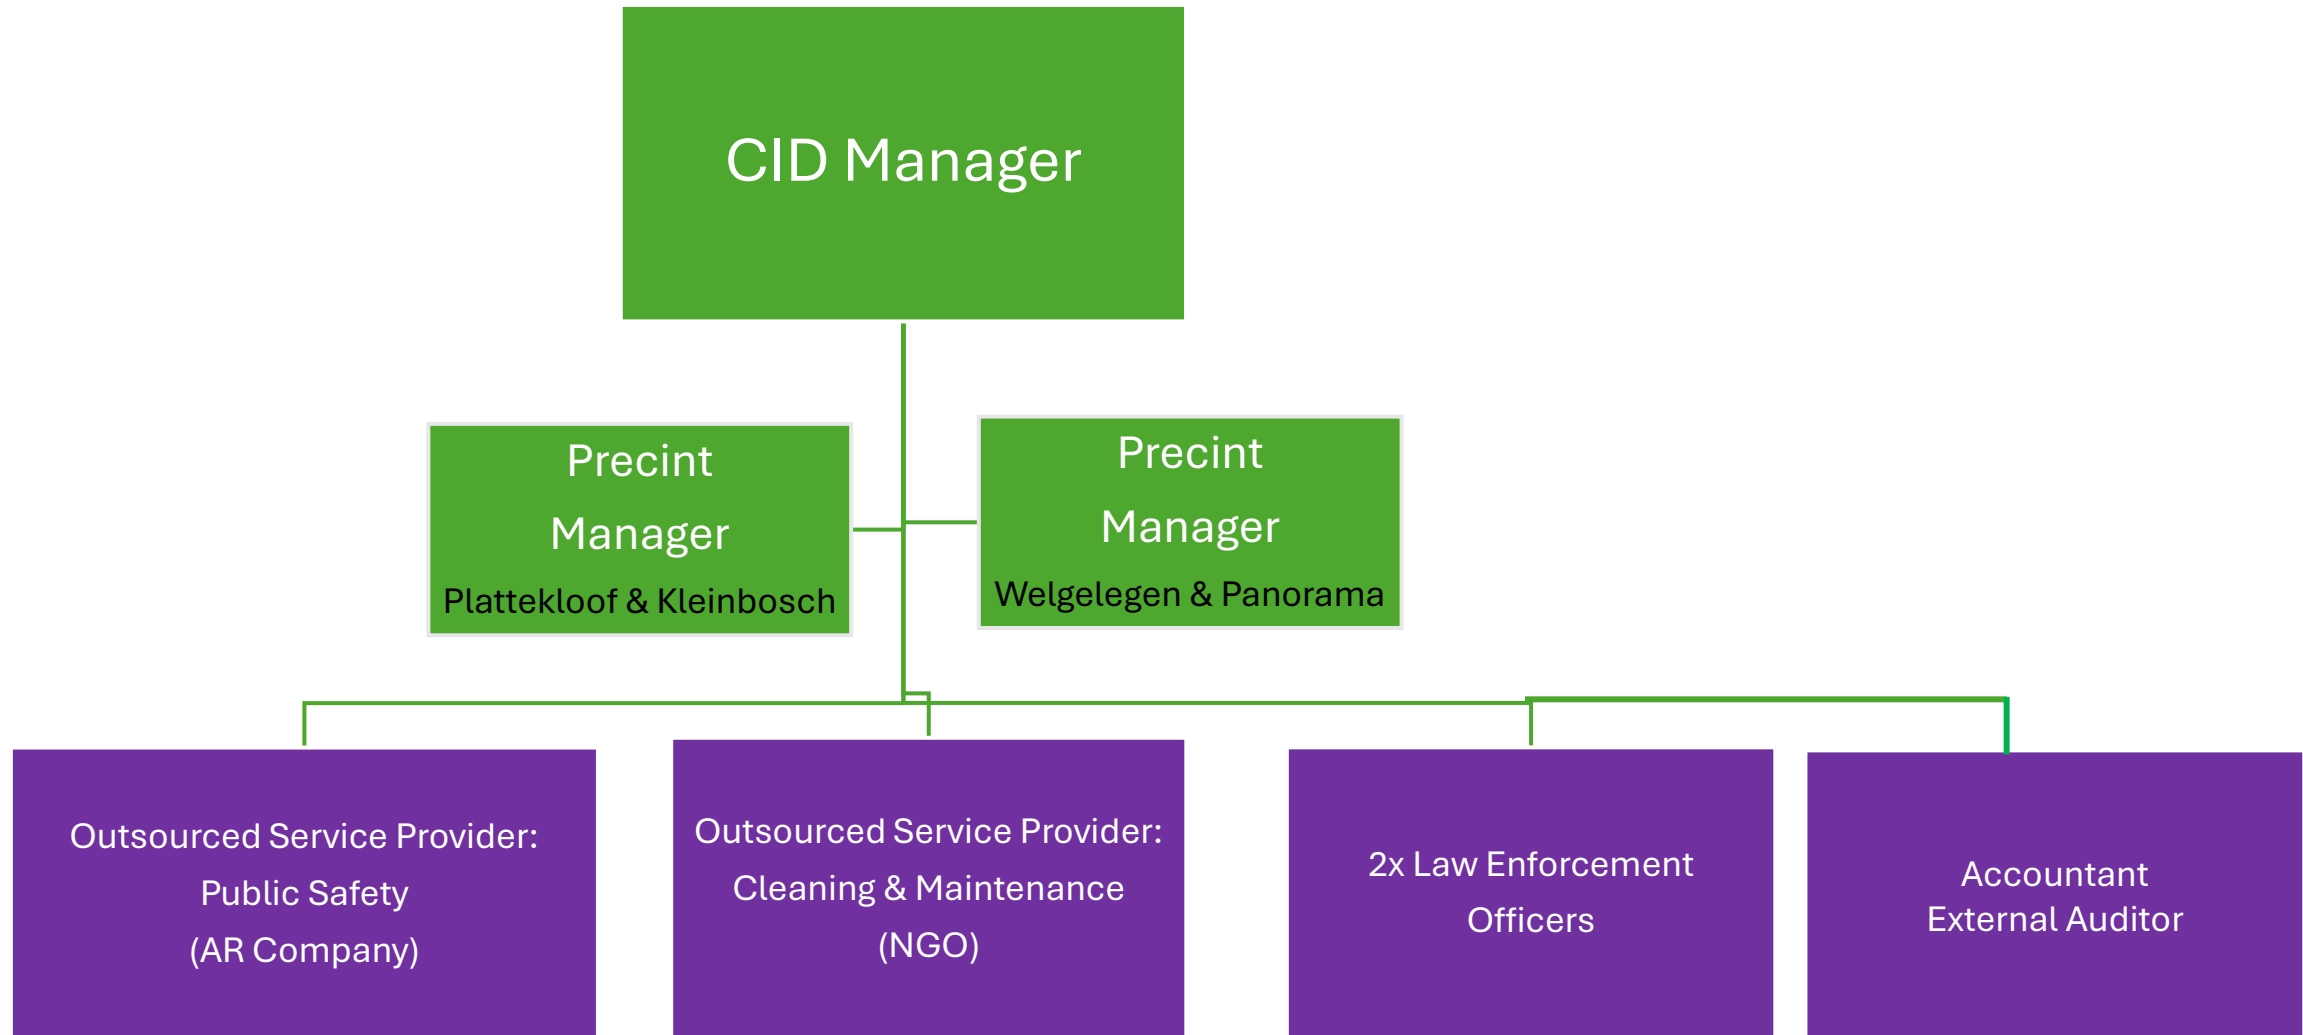 CID Manager
Precint
Manager
Plattekloof & Kleinbosch
Precint
Manager
Welgelegen & Panorama
Outsourced Service Provider:
Public Safety
(AR Company)
Outsourced Service Provider:
Cleaning & Maintenance
(NGO)
2x Law Enforcement
Officers
Accountant
External Auditor